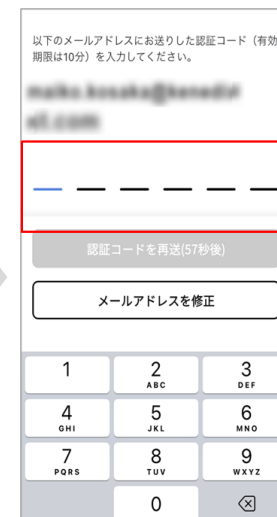 以下のメールアドレスにお送りした認証コード（有効
期限は10分）を入力してください。
認証コードを再送(57秒後)
メールアドレスを修正
1 2 3
ABC DEF
4 5 6
GHI JKL MNO
7 8 9
PQRS TUV WXYZ
0